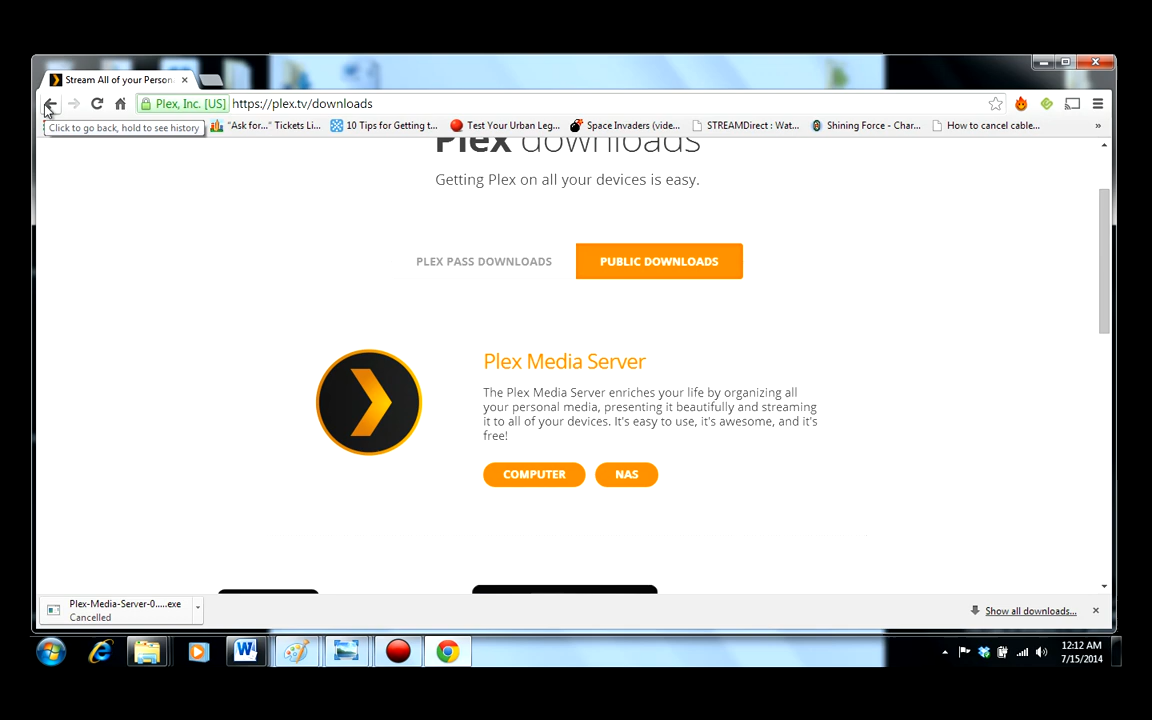 Stream All of your Person
Plex, Inc. [US] https://plex.tv/downloads
Click to go back, hold to see history
"Ask for..." Tickets Li...
10 Tips for Getting t...
Test Your Urban Leg...
Space Invaders (vide...
STREAMDirect : Wat...
Shining Force - Char...
How to cancel cable...
»
Plex downloads
Getting Plex on all your devices is easy.
PLEX PASS DOWNLOADS
PUBLIC DOWNLOADS
Plex Media Server
The Plex Media Server enriches your life by organizing all
your personal media, presenting it beautifully and streaming
it to all of your devices. It's easy to use, it's awesome, and it's
free!
COMPUTER
NAS
Plex-Media-Server-0.....exe
Cancelled
Show all downloads...
12:12 AM
7/15/2014